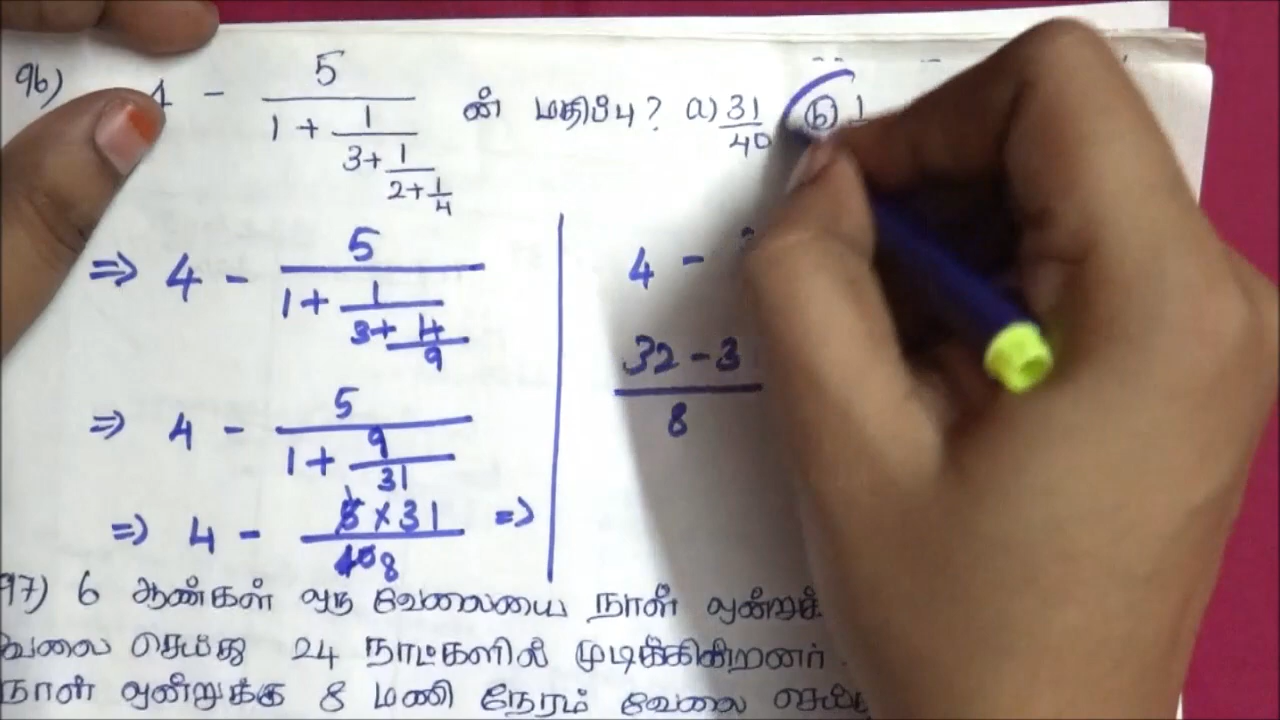 96) 4 - 5 / 1 + 1 / 3 + 1 / 2 + 1/4 ன் மதிப்பு? a) 31/40 (b) 1
⇒ 4 - 5 / 1 + 1 / 3 + 4/9
⇒ 4 - 5 / 1 + 9/31
⇒ 4 - 5 × 31 / 40 8 ⇒
4 -
32 - 3 / 8
97) 6 ஆண்கள் ஒரு வேலையை நாள் ஒன்றுக்
வேலை செய்து 24 நாட்களில் முடிக்கின்றனர்.
நாள் ஒன்றுக்கு 8 மணி நேரம் வேலை